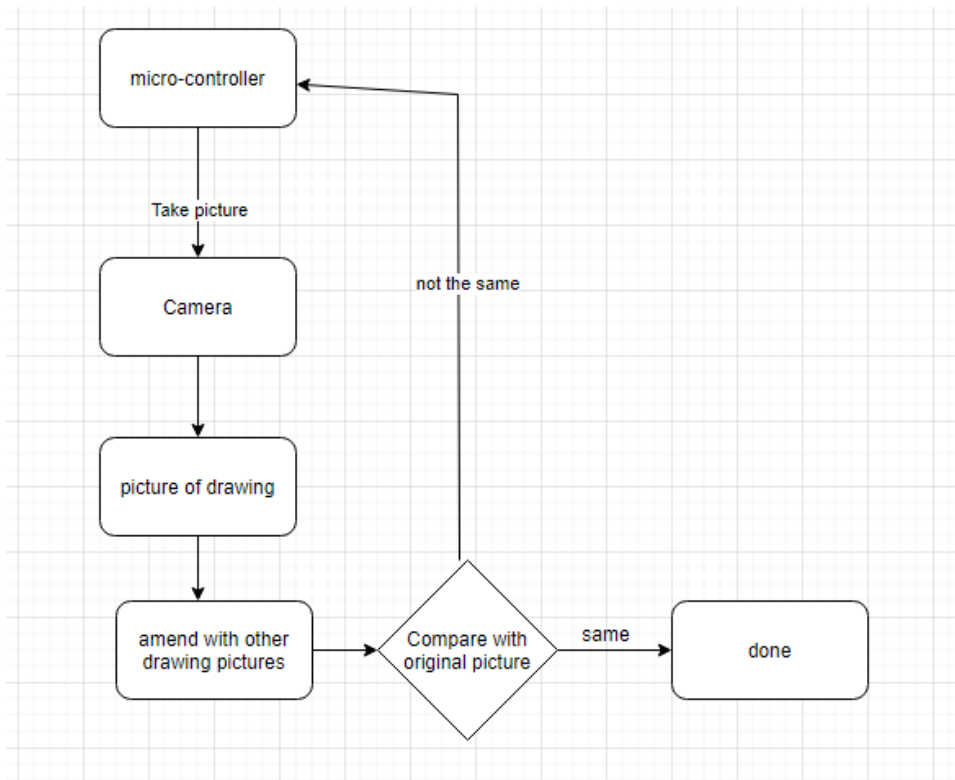 micro-controller
Take picture
Camera
not the same
picture of drawing
amend with other
drawing pictures
Compare with
original picture
same
done